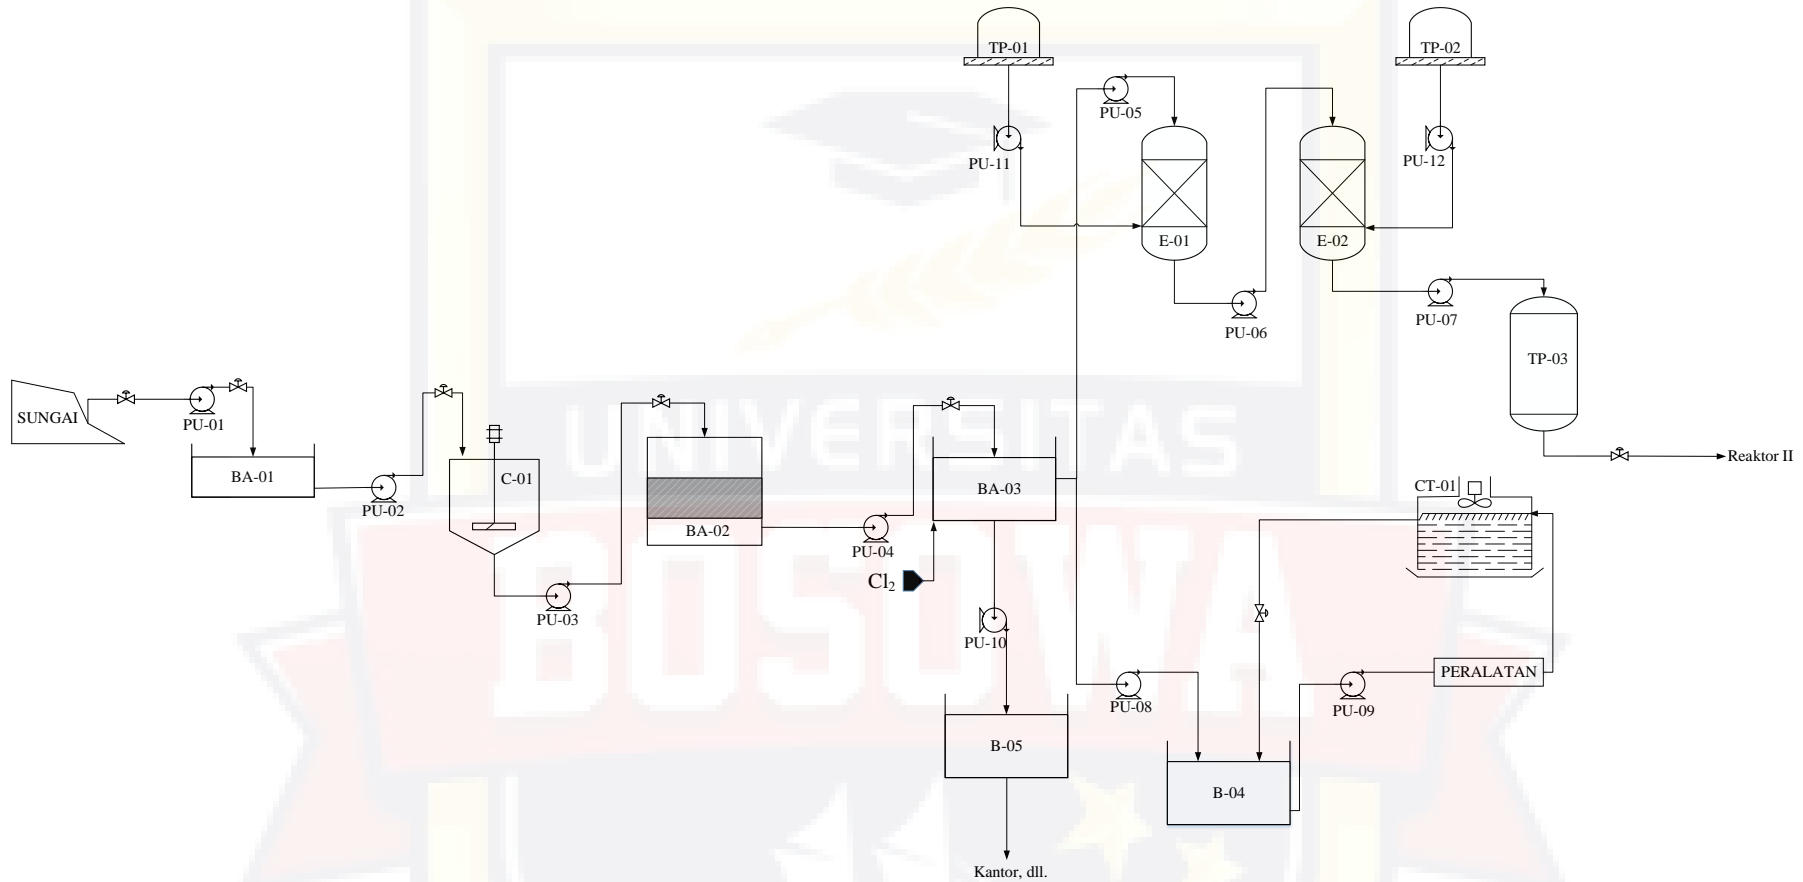 TP-01
TP-02
PU-05
PU-11
PU-12
E-01
E-02
PU-06
PU-07
TP-03
SUNGAI
PU-01
BA-01
PU-02
C-01
BA-02
PU-03
PU-04
BA-03
Cl₂
PU-10
Reaktor II
CT-01
PERALATAN
PU-08
PU-09
B-05
B-04
Kantor, dll.
UNIVERSITAS
BOSOWA